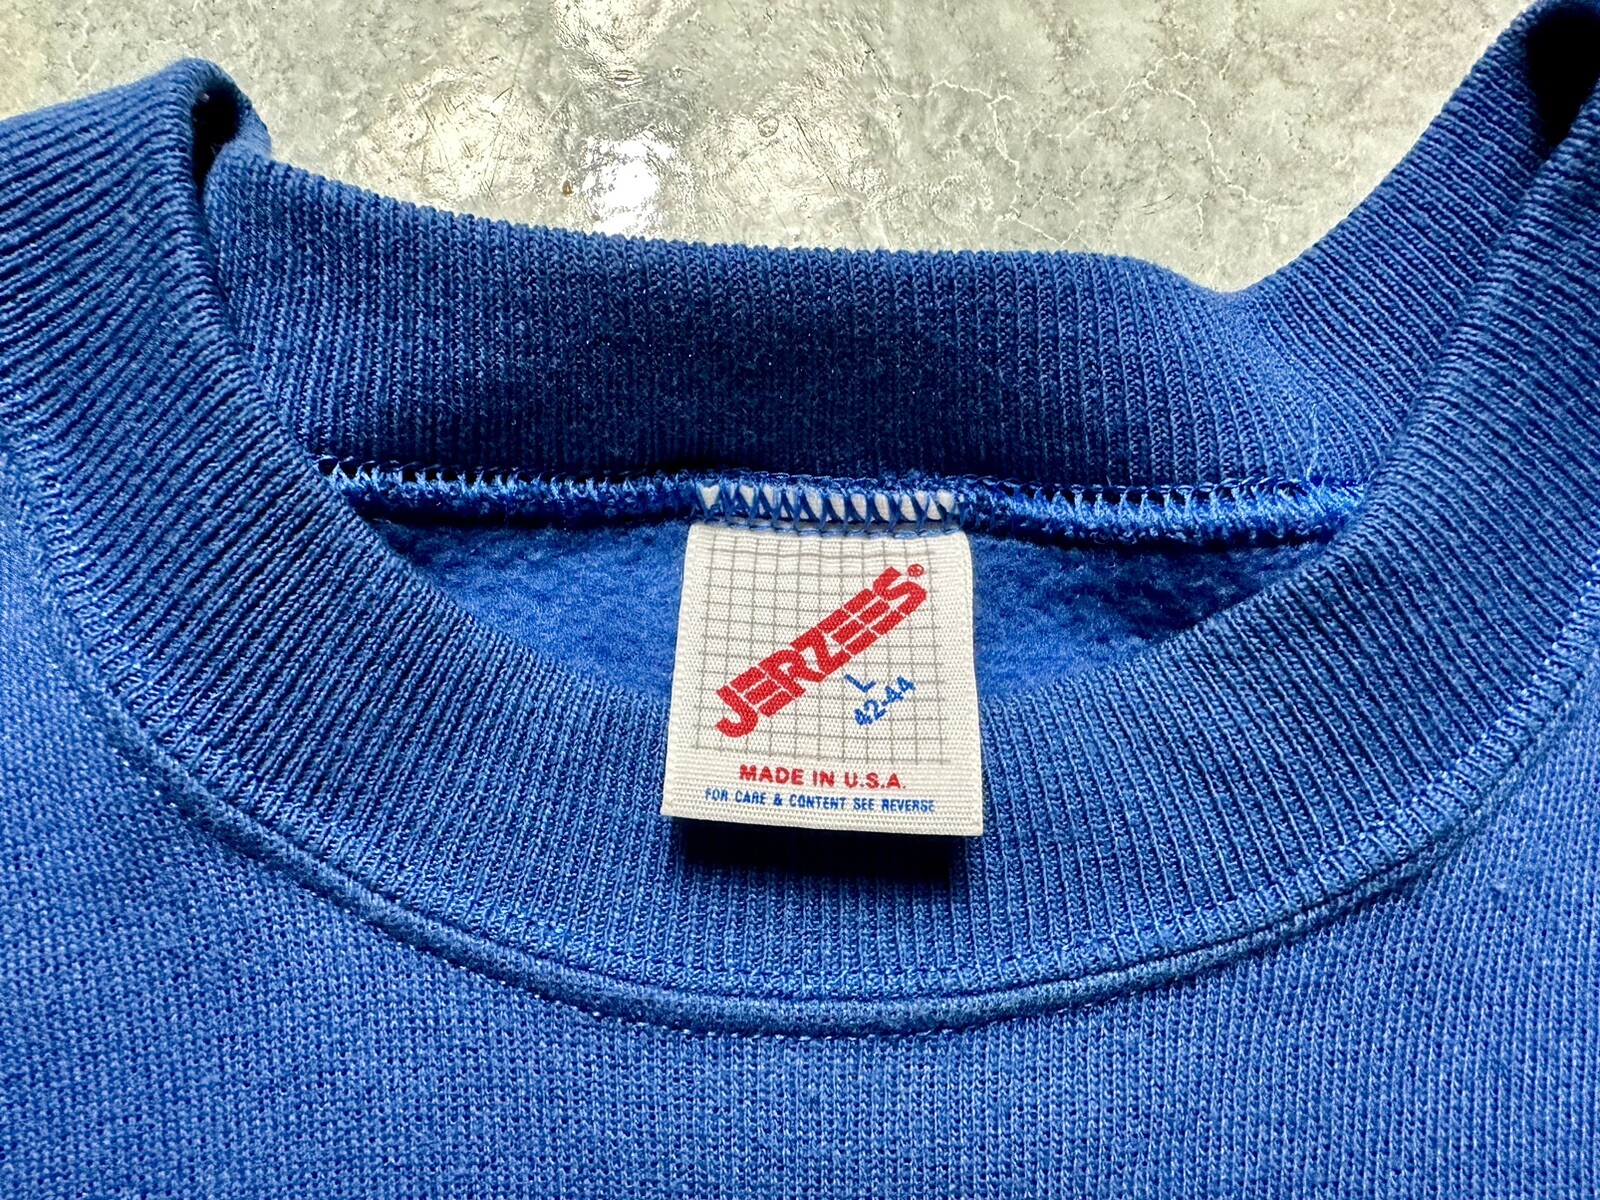 JERZEES®
L
42-44
MADE IN U.S.A.
FOR CARE & CONTENT SEE REVERSE